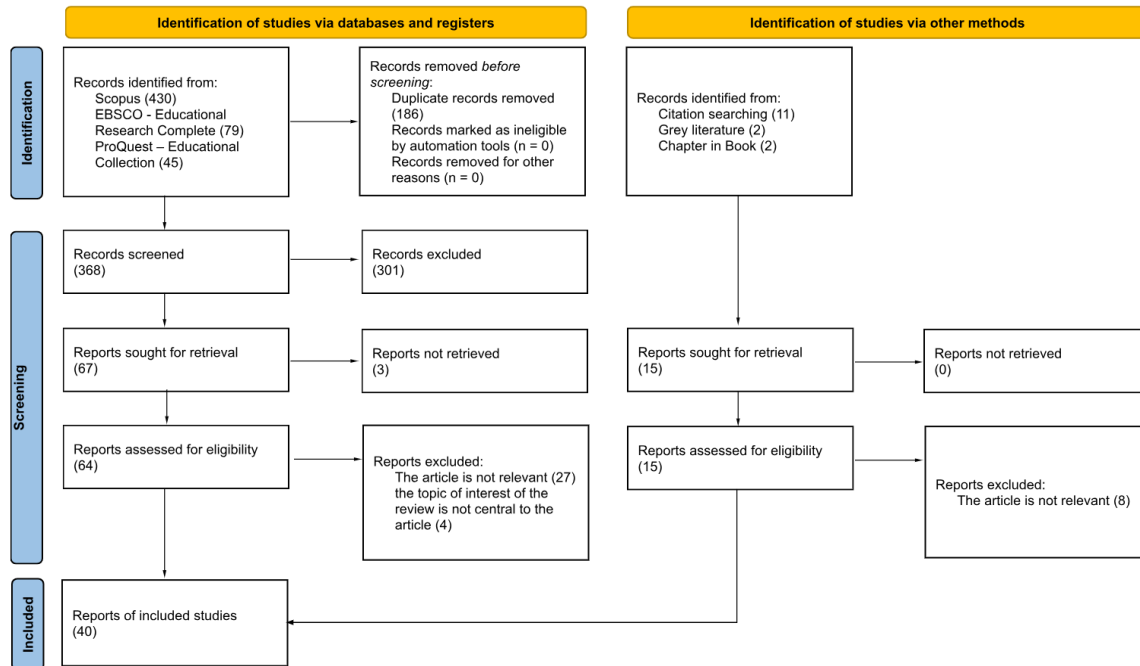 Identification of studies via databases and registers
Identification of studies via other methods
Identification
Records identified from:
Scopus (430)
EBSCO - Educational
Research Complete (79)
ProQuest – Educational
Collection (45)
Records removed before
screening:
Duplicate records removed
(186)
Records marked as ineligible
by automation tools (n = 0)
Records removed for other
reasons (n = 0)
Records identified from:
Citation searching (11)
Grey literature (2)
Chapter in Book (2)
Screening
Records screened
(368)
Records excluded
(301)
Reports sought for retrieval
(67)
Reports not retrieved
(3)
Reports sought for retrieval
(15)
Reports not retrieved
(0)
Reports assessed for eligibility
(64)
Reports excluded:
The article is not relevant (27)
the topic of interest of the
review is not central to the
article (4)
Reports assessed for eligibility
(15)
Reports excluded:
The article is not relevant (8)
Included
Reports of included studies
(40)